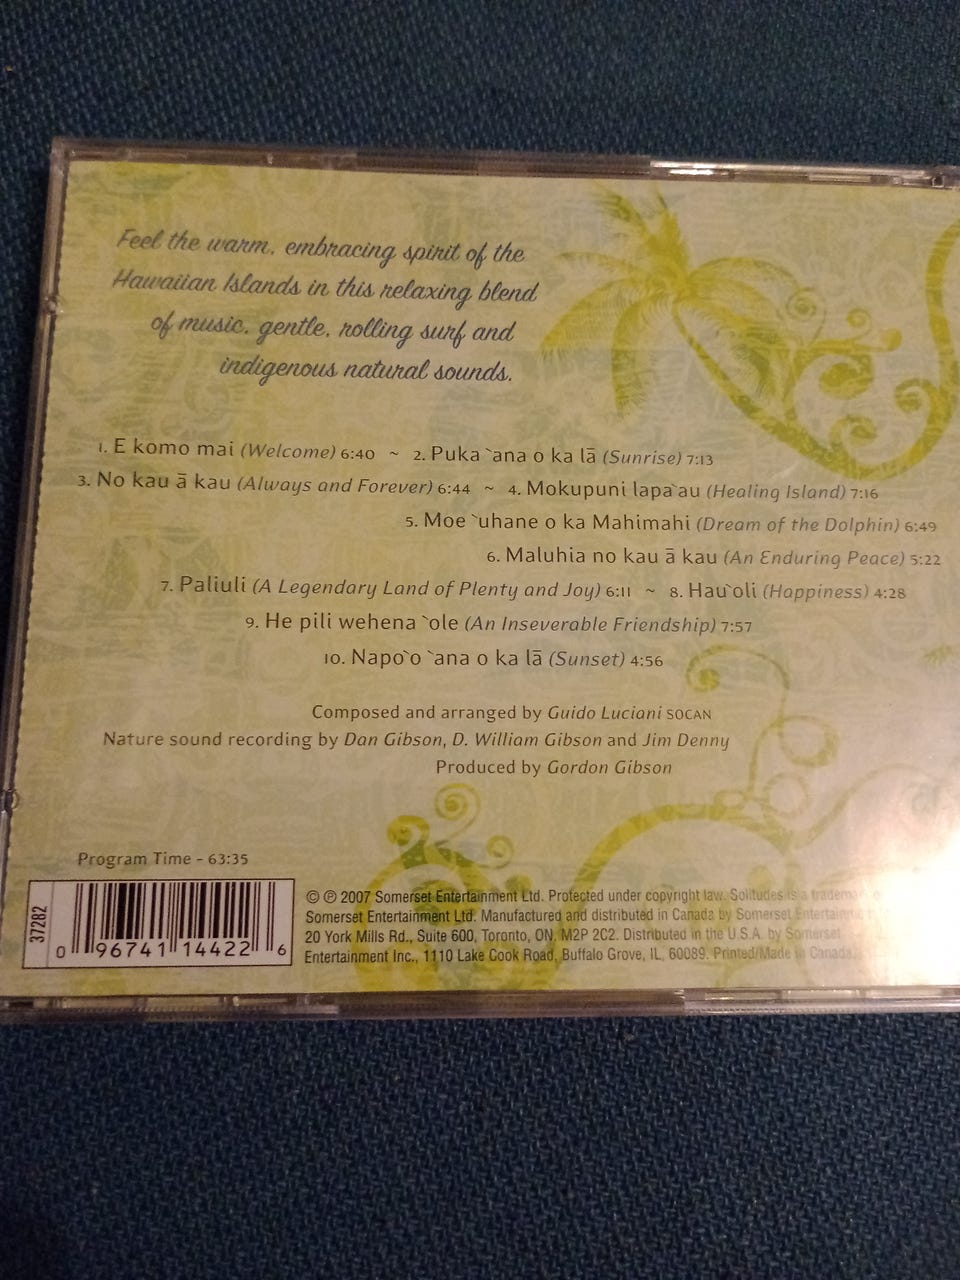 Feel the warm, embracing spirit of the
Hawaiian Islands in this relaxing blend
of music, gentle, rolling surf and
indigenous natural sounds.
1. E komo mai (Welcome) 6:40 ~ 2. Puka `ana o ka lā (Sunrise) 7:13
3. No kau ā kau (Always and Forever) 6:44 ~ 4. Mokupuni lapa`au (Healing Island) 7:16
5. Moe `uhane o ka Mahimahi (Dream of the Dolphin) 6:49
6. Maluhia no kau ā kau (An Enduring Peace) 5:22
7. Paliuli (A Legendary Land of Plenty and Joy) 6:11 ~ 8. Hau`oli (Happiness) 4:28
9. He pili wehena `ole (An Inseverable Friendship) 7:57
10. Napo`o `ana o ka lā (Sunset) 4:56
Composed and arranged by Guido Luciani SOCAN
Nature sound recording by Dan Gibson, D. William Gibson and Jim Denny
Produced by Gordon Gibson
Program Time - 63:35
37282
0 96741 14422 6
© ℗ 2007 Somerset Entertainment Ltd. Protected under copyright law. Solitudes is a
Somerset Entertainment Ltd. Manufactured and distributed in Canada by Somerset
20 York Mills Rd., Suite 600, Toronto, ON. M2P 2C2. Distributed in the U.S.A. by Somerset
Entertainment Inc., 1110 Lake Cook Road, Buffalo Grove, IL, 60089. Printed/Made in Canada.